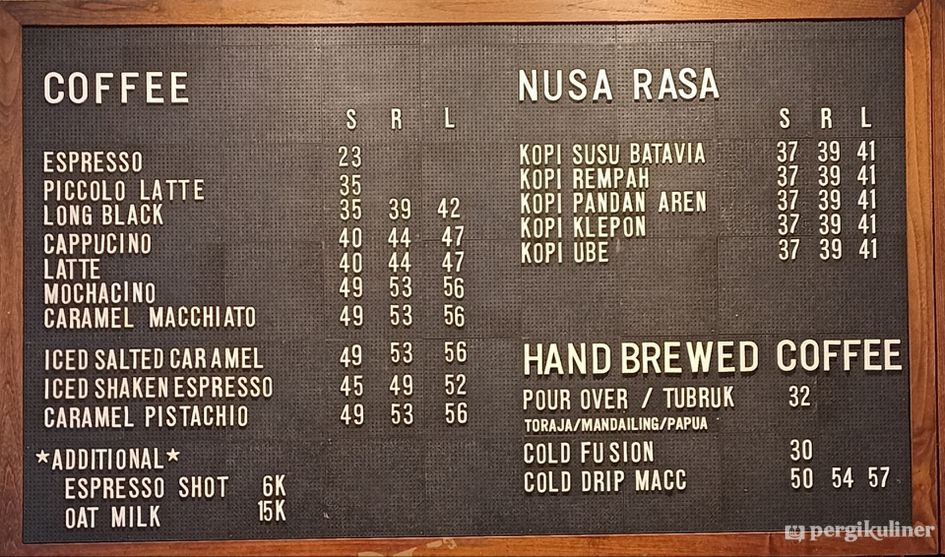 COFFEE
S R L
ESPRESSO 23
PICCOLO LATTE 35
LONG BLACK 35 39 42
CAPPUCINO 40 44 47
LATTE 40 44 47
MOCHACINO 49 53 56
CARAMEL MACCHIATO 49 53 56
ICED SALTED CARAMEL 49 53 56
ICED SHAKEN ESPRESSO 45 49 52
CARAMEL PISTACHIO 49 53 56
*ADDITIONAL*
ESPRESSO SHOT 6K
OAT MILK 15K
NUSA RASA
S R L
KOPI SUSU BATAVIA 37 39 41
KOPI REMPAH 37 39 41
KOPI PANDAN AREN 37 39 41
KOPI KLEPON 37 39 41
KOPI UBE 37 39 41
HAND BREWED COFFEE
POUR OVER / TUBRUK 32
TORAJA/MANDAILING/PAPUA
COLD FUSION 30
COLD DRIP MACC 50 54 57
pergikuliner